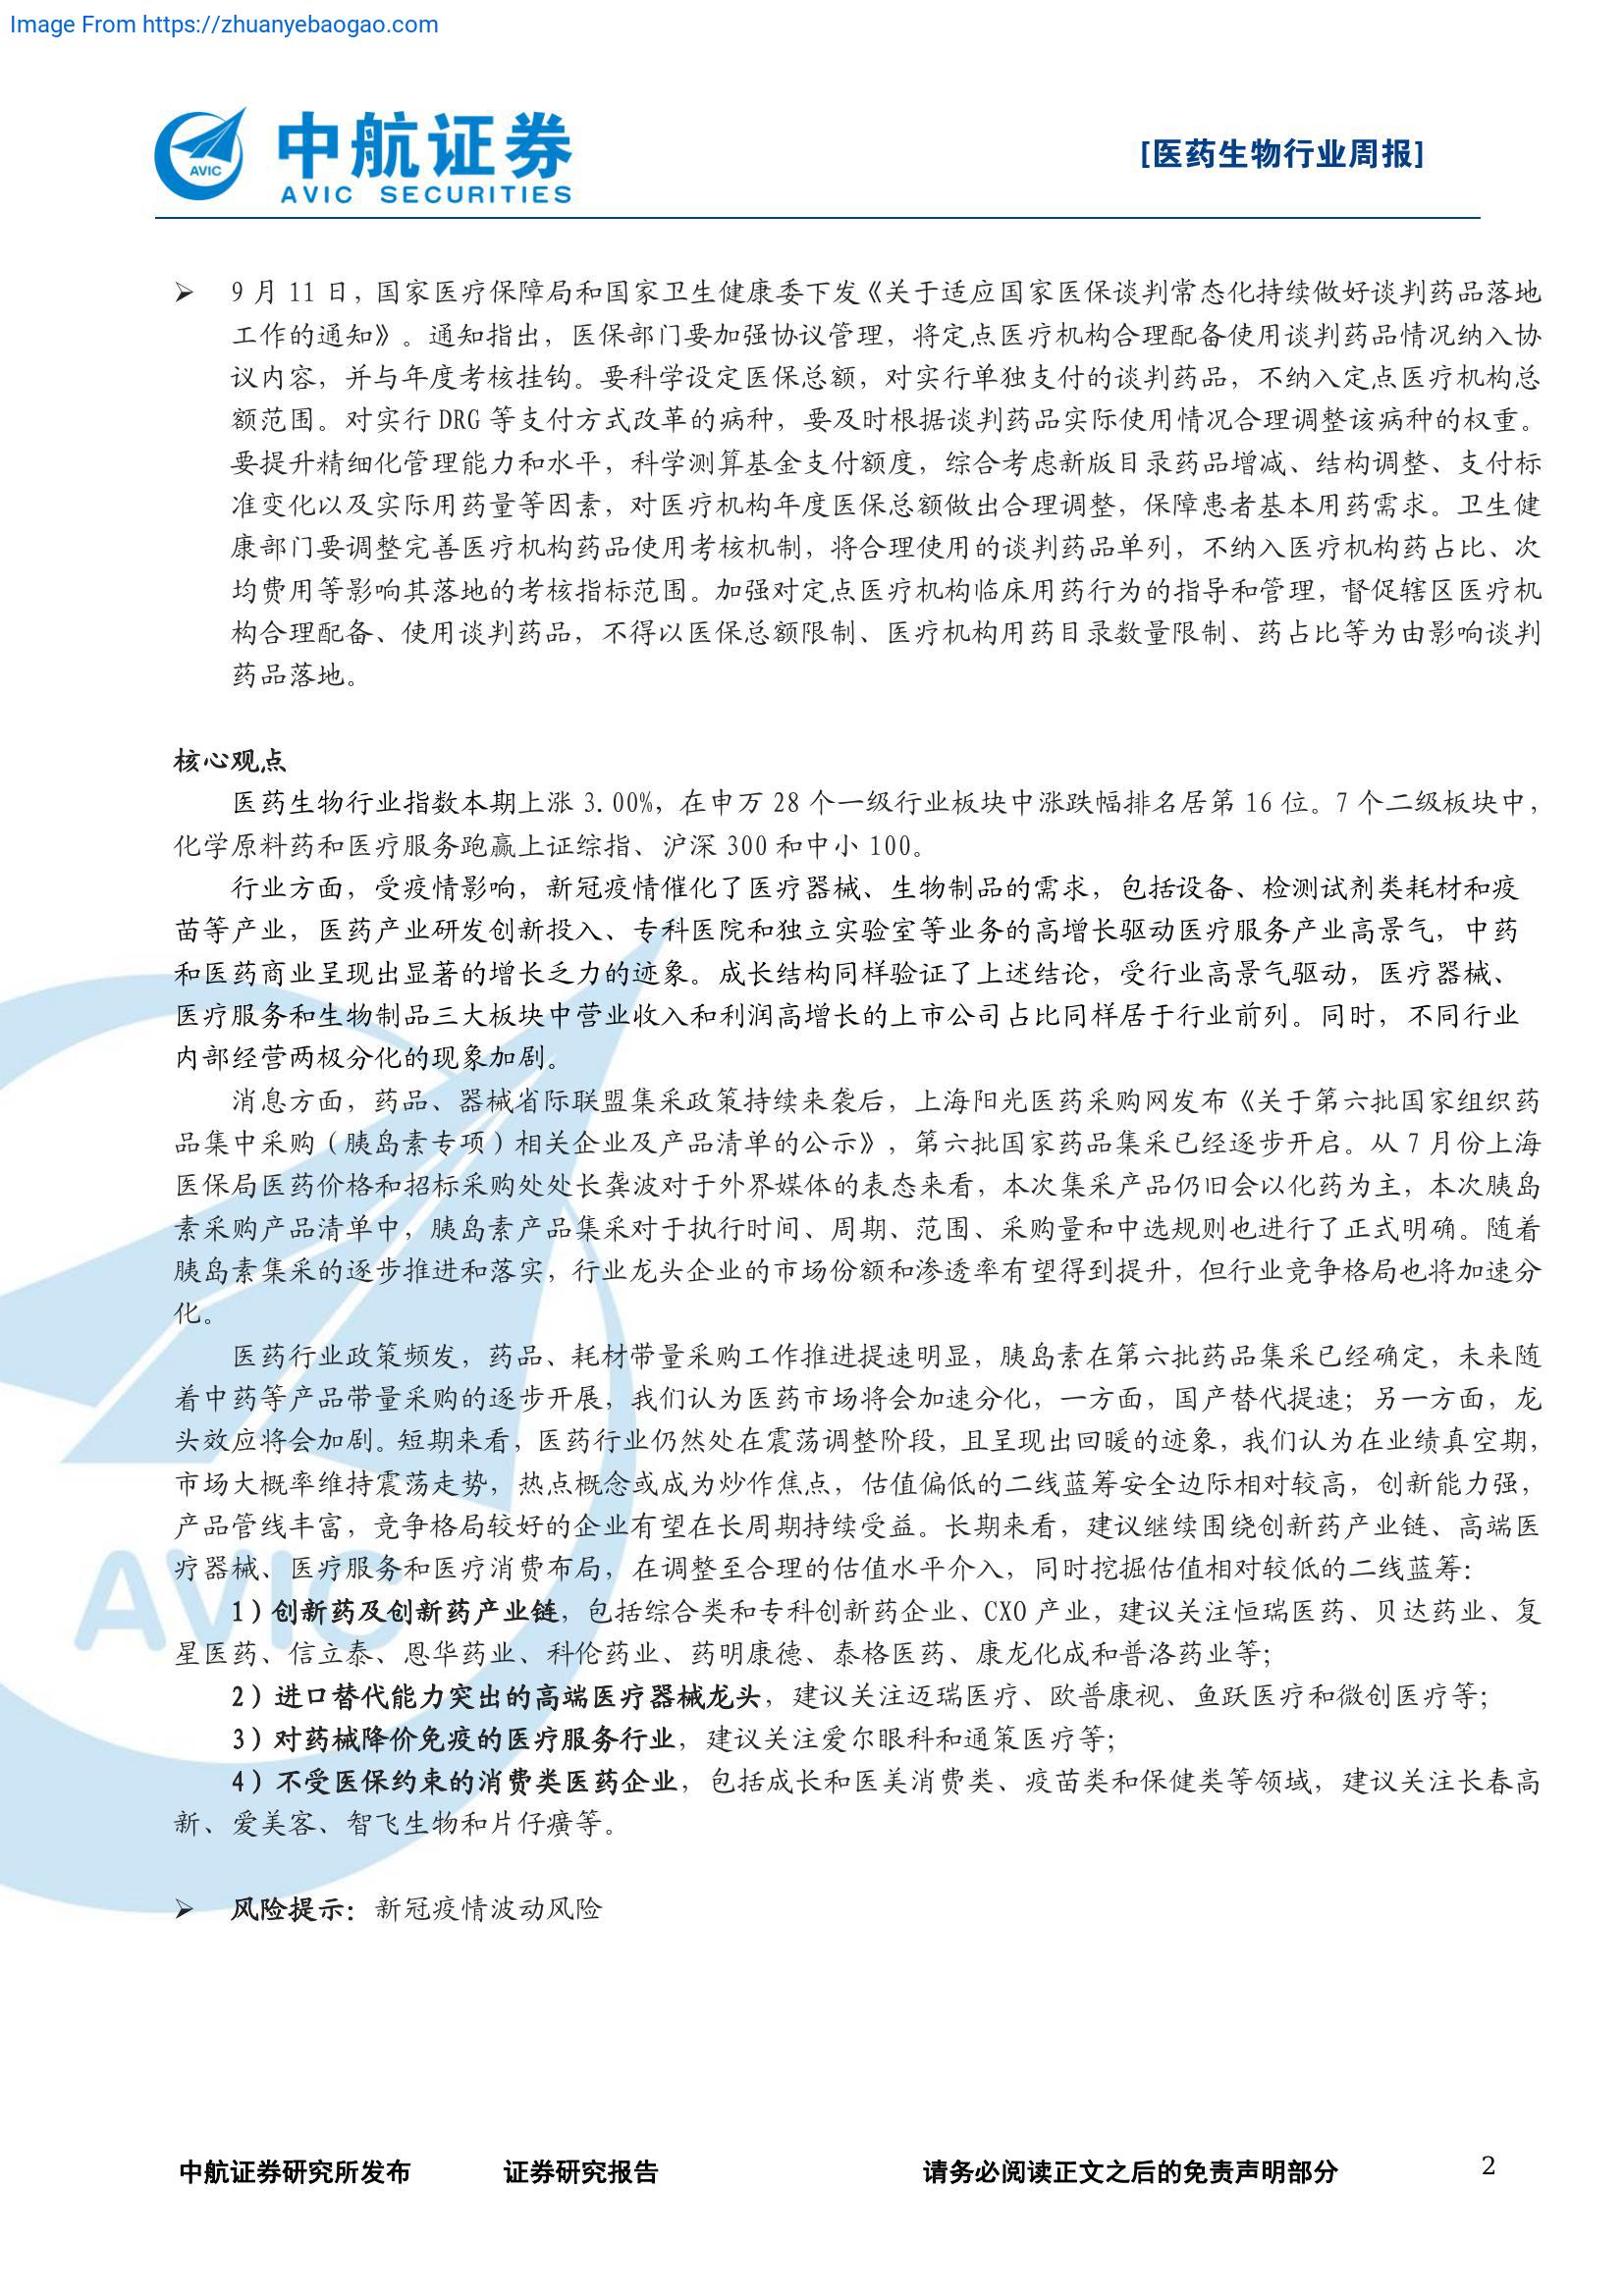 Image From https://zhuanyebaogao.com
中航证券
AVIC
AVIC SECURITIES
[医药生物行业周报]
➢ 9 月 11 日，国家医疗保障局和国家卫生健康委下发《关于适应国家医保谈判常态化持续做好谈判药品落地
工作的通知》。通知指出，医保部门要加强协议管理，将定点医疗机构合理配备使用谈判药品情况纳入协
议内容，并与年度考核挂钩。要科学设定医保总额，对实行单独支付的谈判药品，不纳入定点医疗机构总
额范围。对实行 DRG 等支付方式改革的病种，要及时根据谈判药品实际使用情况合理调整该病种的权重。
要提升精细化管理能力和水平，科学测算基金支付额度，综合考虑新版目录药品增减、结构调整、支付标
准变化以及实际用药量等因素，对医疗机构年度医保总额做出合理调整，保障患者基本用药需求。卫生健
康部门要调整完善医疗机构药品使用考核机制，将合理使用的谈判药品单列，不纳入医疗机构药占比、次
均费用等影响其落地的考核指标范围。加强对定点医疗机构临床用药行为的指导和管理，督促辖区医疗机
构合理配备、使用谈判药品，不得以医保总额限制、医疗机构用药目录数量限制、药占比等为由影响谈判
药品落地。
核心观点
医药生物行业指数本期上涨 3.00%，在申万 28 个一级行业板块中涨跌幅排名居第 16 位。7 个二级板块中，
化学原料药和医疗服务跑赢上证综指、沪深 300 和中小 100。
行业方面，受疫情影响，新冠疫情催化了医疗器械、生物制品的需求，包括设备、检测试剂类耗材和疫
苗等产业，医药产业研发创新投入、专科医院和独立实验室等业务的高增长驱动医疗服务产业高景气，中药
和医药商业呈现出显著的增长乏力的迹象。成长结构同样验证了上述结论，受行业高景气驱动，医疗器械、
医疗服务和生物制品三大板块中营业收入和利润高增长的上市公司占比同样居于行业前列。同时，不同行业
内部经营两极分化的现象加剧。
消息方面，药品、器械省际联盟集采政策持续来袭后，上海阳光医药采购网发布《关于第六批国家组织药
品集中采购（胰岛素专项）相关企业及产品清单的公示》，第六批国家药品集采已经逐步开启。从 7 月份上海
医保局医药价格和招标采购处处长龚波对于外界媒体的表态来看，本次集采产品仍旧会以化药为主，本次胰岛
素采购产品清单中，胰岛素产品集采对于执行时间、周期、范围、采购量和中选规则也进行了正式明确。随着
胰岛素集采的逐步推进和落实，行业龙头企业的市场份额和渗透率有望得到提升，但行业竞争格局也将加速分
化。
医药行业政策频发，药品、耗材带量采购工作推进提速明显，胰岛素在第六批药品集采已经确定，未来随
着中药等产品带量采购的逐步开展，我们认为医药市场将会加速分化，一方面，国产替代提速；另一方面，龙
头效应将会加剧。短期来看，医药行业仍然处在震荡调整阶段，且呈现出回暖的迹象，我们认为在业绩真空期，
市场大概率维持震荡走势，热点概念或成为炒作焦点，估值偏低的二线蓝筹安全边际相对较高，创新能力强，
产品管线丰富，竞争格局较好的企业有望在长周期持续受益。长期来看，建议继续围绕创新药产业链、高端医
疗器械、医疗服务和医疗消费布局，在调整至合理的估值水平介入，同时挖掘估值相对较低的二线蓝筹：
1）创新药及创新药产业链，包括综合类和专科创新药企业、CXO 产业，建议关注恒瑞医药、贝达药业、复
星医药、信立泰、恩华药业、科伦药业、药明康德、泰格医药、康龙化成和普洛药业等；
2）进口替代能力突出的高端医疗器械龙头，建议关注迈瑞医疗、欧普康视、鱼跃医疗和微创医疗等；
3）对药械降价免疫的医疗服务行业，建议关注爱尔眼科和通策医疗等；
4）不受医保约束的消费类医药企业，包括成长和医美消费类、疫苗类和保健类等领域，建议关注长春高
新、爱美客、智飞生物和片仔癀等。
➢ 风险提示：新冠疫情波动风险
AVIC
中航证券研究所发布 证券研究报告 请务必阅读正文之后的免责声明部分 2